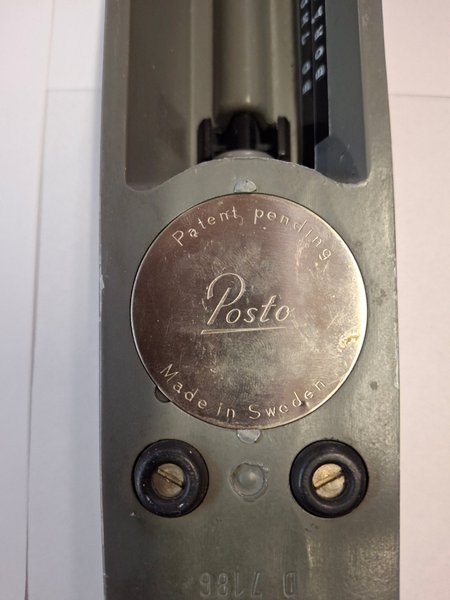 Patent pending
Posto
Made in Sweden
D 7186